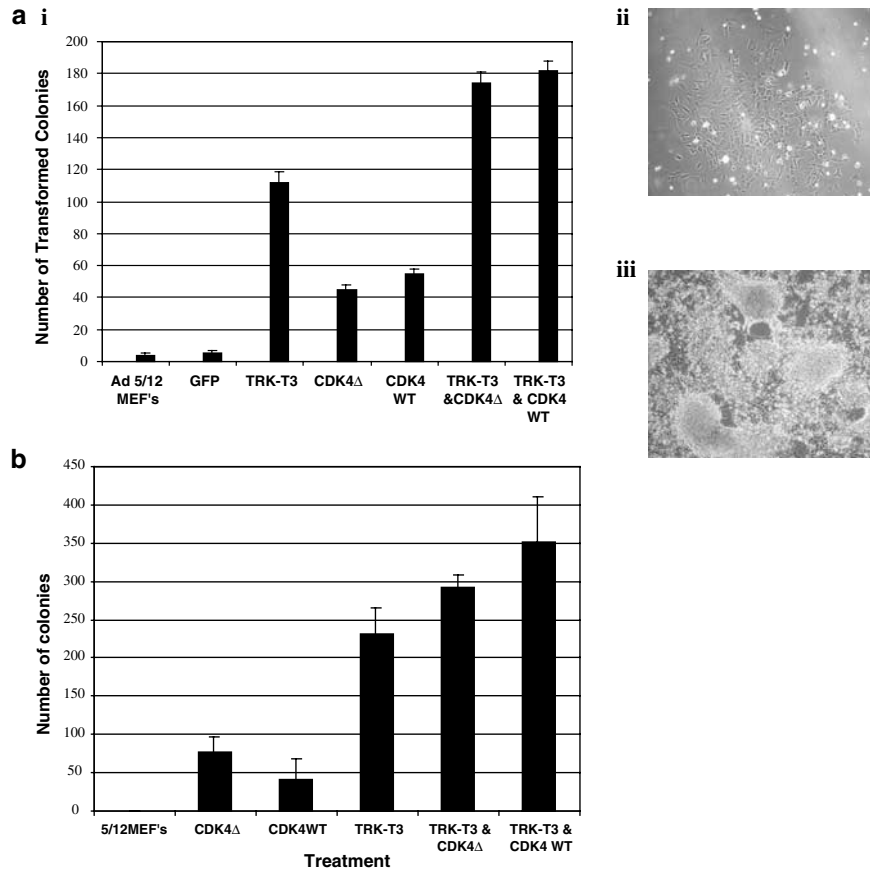 a i
Number of Transformed Colonies
200
180
160
140
120
100
80
60
40
20
0
Ad 5/12 MEF's
GFP
TRK-T3
CDK4Δ
CDK4 WT
TRK-T3 &CDK4Δ
TRK-T3 & CDK4 WT
ii
iii
b
Number of colonies
450
400
350
300
250
200
150
100
50
0
5/12MEF's
CDK4Δ
CDK4WT
TRK-T3
TRK-T3 & CDK4Δ
TRK-T3 & CDK4 WT
Treatment